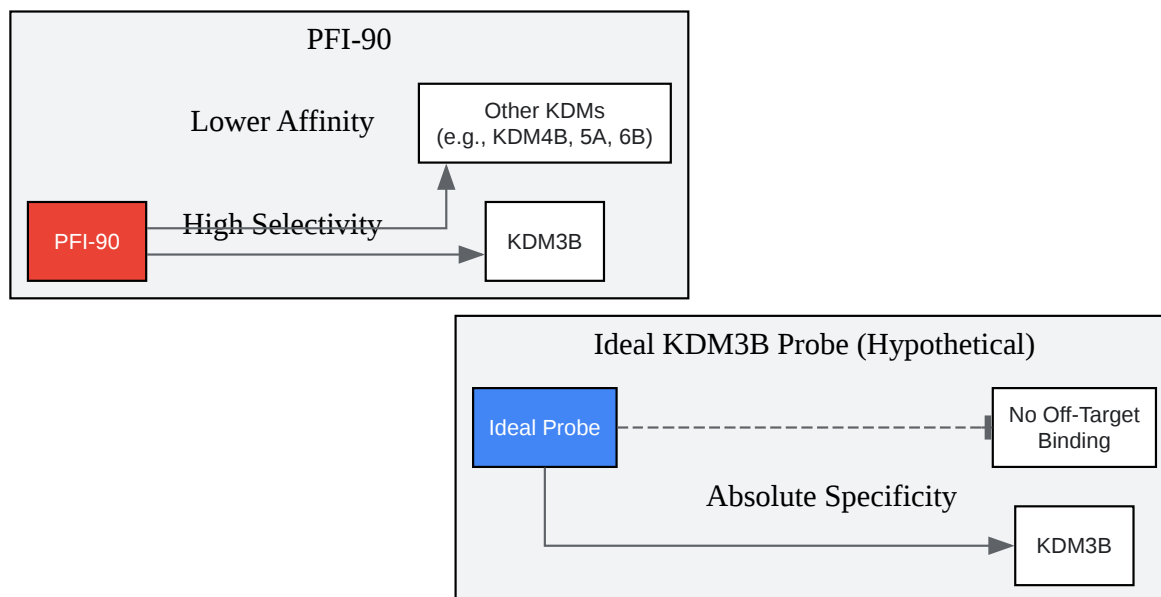 PFI-90
Other KDMs
(e.g., KDM4B, 5A, 6B)
Lower Affinity
High Selectivity
PFI-90
KDM3B
Ideal KDM3B Probe (Hypothetical)
Ideal Probe
No Off-Target
Binding
Absolute Specificity
KDM3B